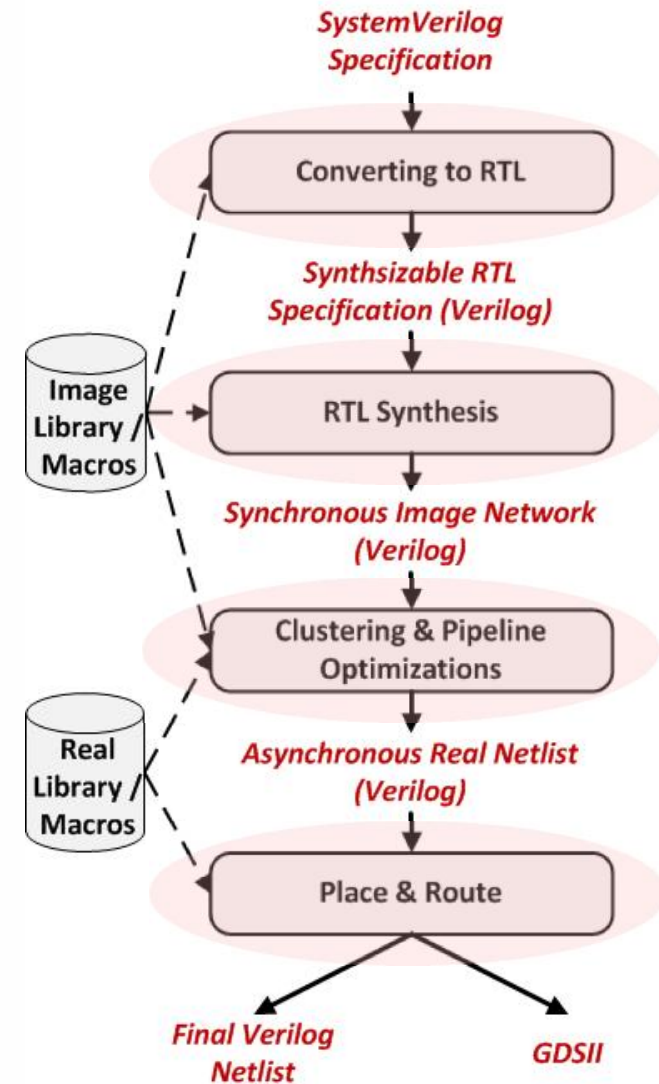 SystemVerilog
Specification
Converting to RTL
Synthsizable RTL
Specification (Verilog)
Image
Library /
Macros
RTL Synthesis
Synchronous Image Network
(Verilog)
Clustering & Pipeline
Optimizations
Real
Library /
Macros
Asynchronous Real Netlist
(Verilog)
Place & Route
Final Verilog
Netlist
GDSII